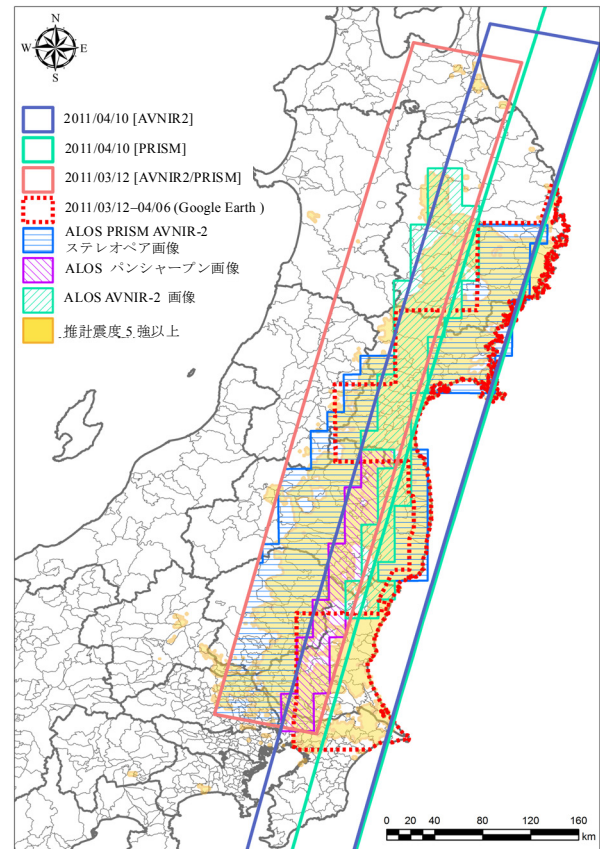 N
W E
S
2011/04/10 [AVNIR2]
2011/04/10 [PRISM]
2011/03/12 [AVNIR2/PRISM]
2011/03/12–04/06 (Google Earth )
ALOS PRISM AVNIR-2
ステレオペア画像
ALOS パンシャープン画像
ALOS AVNIR-2 画像
推計震度 5 強以上
0 10 20 40 80 120 160
km